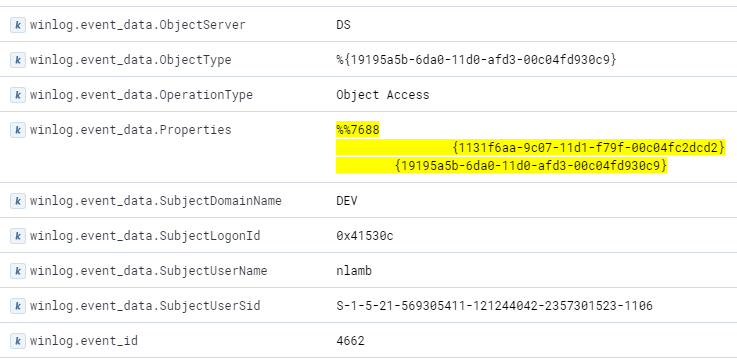 k winlog.event_data.ObjectServer DS
k winlog.event_data.ObjectType %{19195a5b-6da0-11d0-afd3-00c04fd930c9}
k winlog.event_data.OperationType Object Access
k winlog.event_data.Properties %%7688
{1131f6aa-9c07-11d1-f79f-00c04fc2dcd2}
{19195a5b-6da0-11d0-afd3-00c04fd930c9}
k winlog.event_data.SubjectDomainName DEV
k winlog.event_data.SubjectLogonId 0x41530c
k winlog.event_data.SubjectUserName nlamb
k winlog.event_data.SubjectUserSid S-1-5-21-569305411-121244042-2357301523-1106
k winlog.event_id 4662